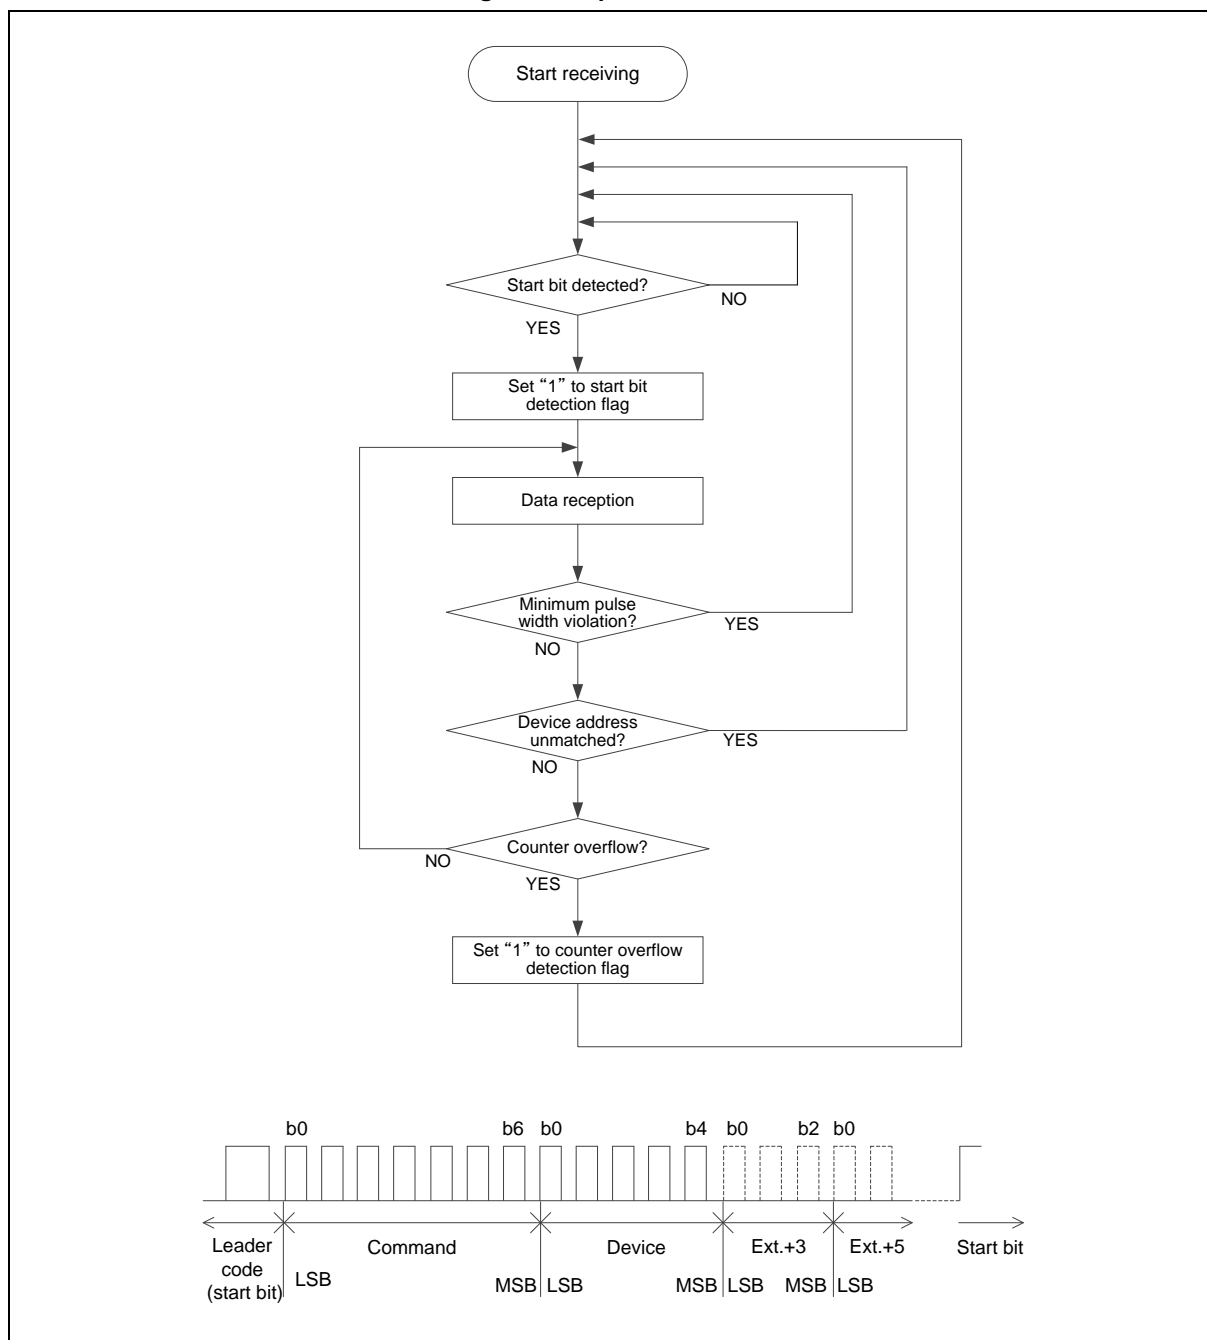 Start receiving
Start bit detected?
NO
YES
Set “1” to start bit
detection flag
Data reception
Minimum pulse
width violation?
YES
NO
Device address
unmatched?
YES
NO
Counter overflow?
NO
YES
Set “1” to counter overflow
detection flag
b0 b6 b0 b4 b0 b2 b0
Leader
code
(start bit)
Command Device Ext.+3 Ext.+5 Start bit
LSB MSB LSB MSB LSB MSB LSB